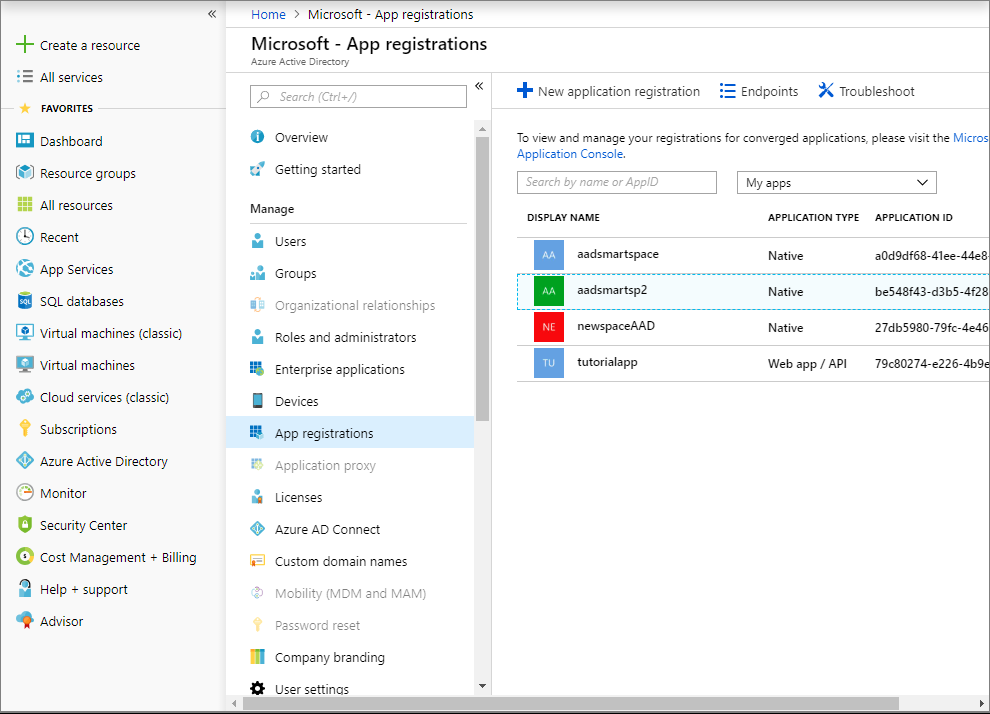 Home > Microsoft - App registrations
Microsoft - App registrations
Azure Active Directory
Create a resource
All services
FAVORITES
Dashboard
Resource groups
All resources
Recent
App Services
SQL databases
Virtual machines (classic)
Virtual machines
Cloud services (classic)
Subscriptions
Azure Active Directory
Monitor
Security Center
Cost Management + Billing
Help + support
Advisor
Search (Ctrl+/)
Overview
Getting started
Manage
Users
Groups
Organizational relationships
Roles and administrators
Enterprise applications
Devices
App registrations
Application proxy
Licenses
Azure AD Connect
Custom domain names
Mobility (MDM and MAM)
Password reset
Company branding
User settings
New application registration Endpoints Troubleshoot
To view and manage your registrations for converged applications, please visit the Micros
Application Console.
Search by name or AppID My apps
DISPLAY NAME APPLICATION TYPE APPLICATION ID
AA aadsmartspace Native a0d9df68-41ee-44e8-
AA aadsmartsp2 Native be548f43-d3b5-4f28
NE newspaceAAD Native 27db5980-79fc-4e46
TU tutorialapp Web app / API 79c80274-e226-4b9e